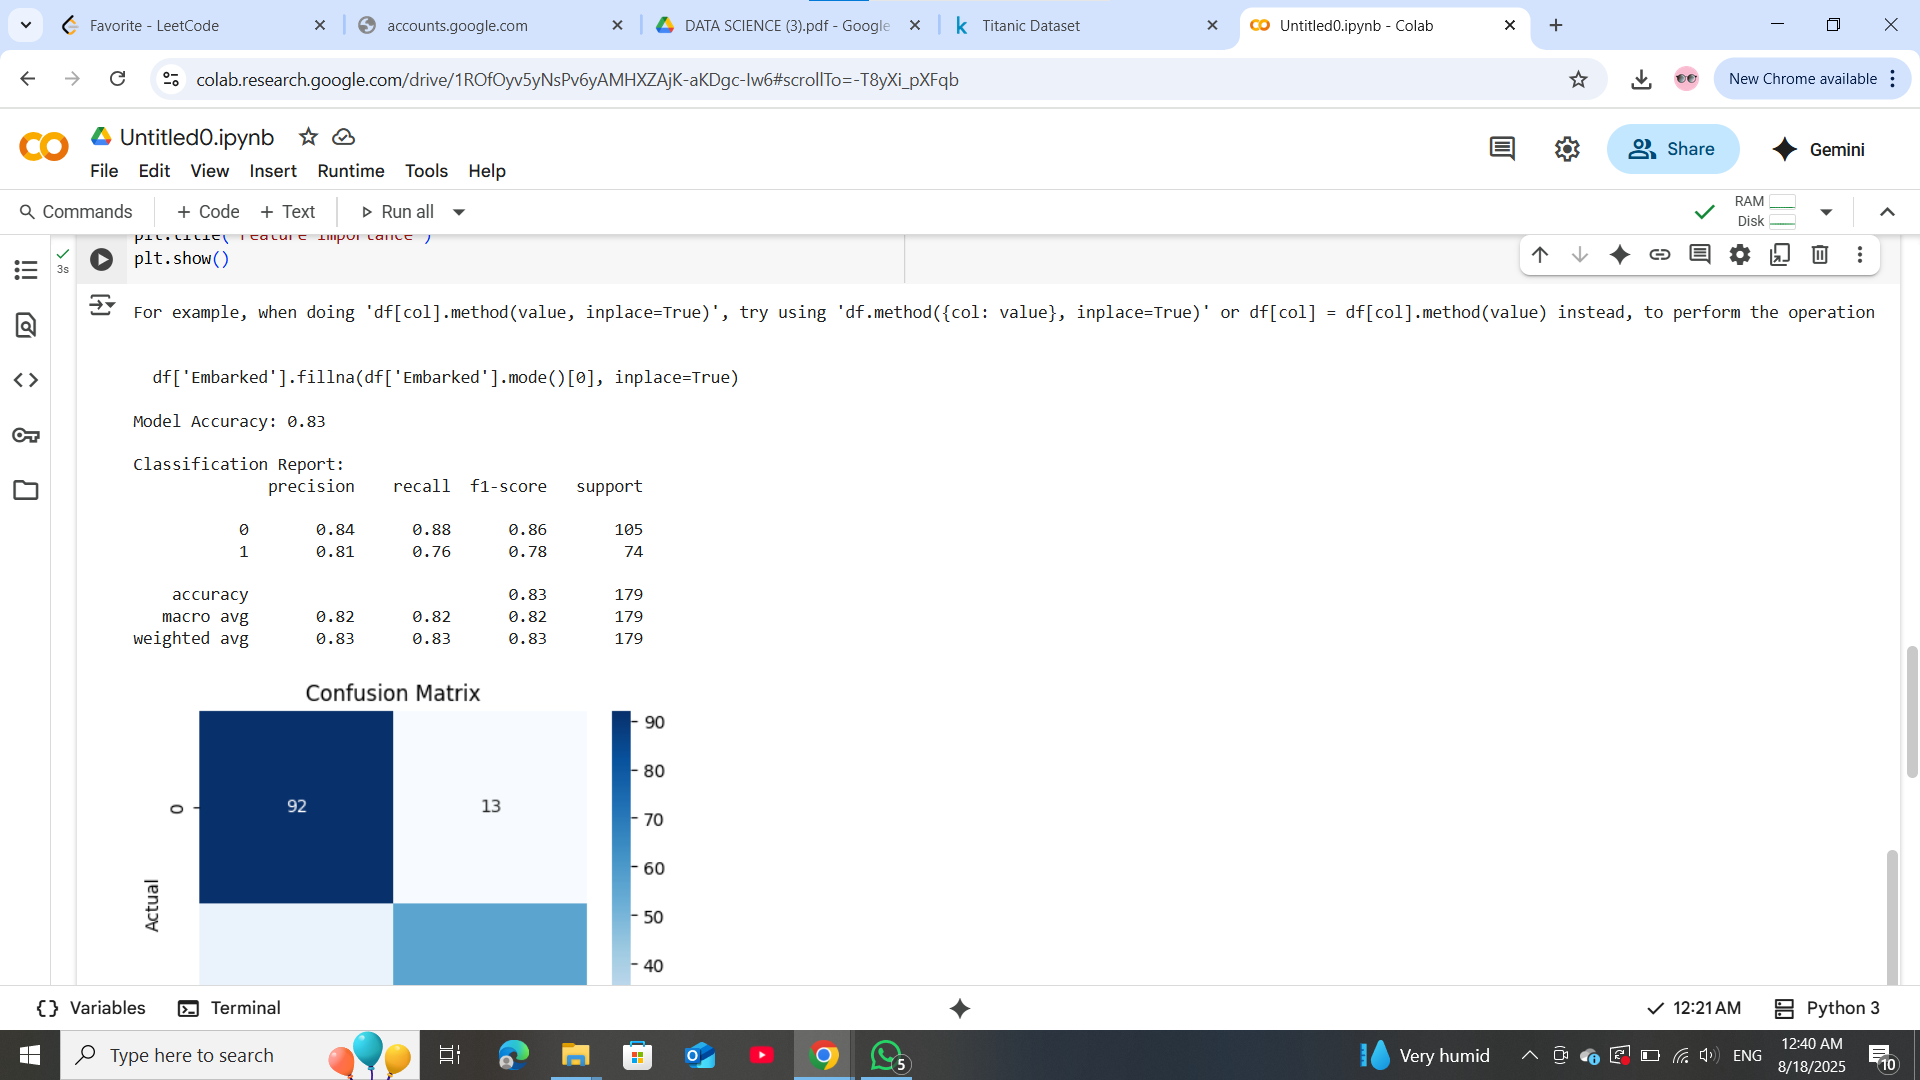 Favorite - LeetCode
accounts.google.com
DATA SCIENCE (3).pdf - Google
Titanic Dataset
Untitled0.ipynb - Colab
colab.research.google.com/drive/1ROfOyv5yNsPv6yAMHXZAjK-aKDgc-Iw6#scrollTo=-T8yXi_pXFqb
New Chrome available
Untitled0.ipynb
File Edit View Insert Runtime Tools Help
Share
Gemini
Commands + Code + Text Run all
RAM
Disk
plt.title('Feature Importance')
3s
plt.show()
For example, when doing 'df[col].method(value, inplace=True)', try using 'df.method({col: value}, inplace=True)' or df[col] = df[col].method(value) instead, to perform the operation
df['Embarked'].fillna(df['Embarked'].mode()[0], inplace=True)
Model Accuracy: 0.83
Classification Report:
precision recall f1-score support
0 0.84 0.88 0.86 105
1 0.81 0.76 0.78 74
accuracy 0.83 179
macro avg 0.82 0.82 0.82 179
weighted avg 0.83 0.83 0.83 179
Confusion Matrix
90
80
70
60
50
40
0
92 13
Actual
Variables
Terminal
12:21 AM
Python 3
Type here to search
5
Very humid
ENG
12:40 AM
8/18/2025
10